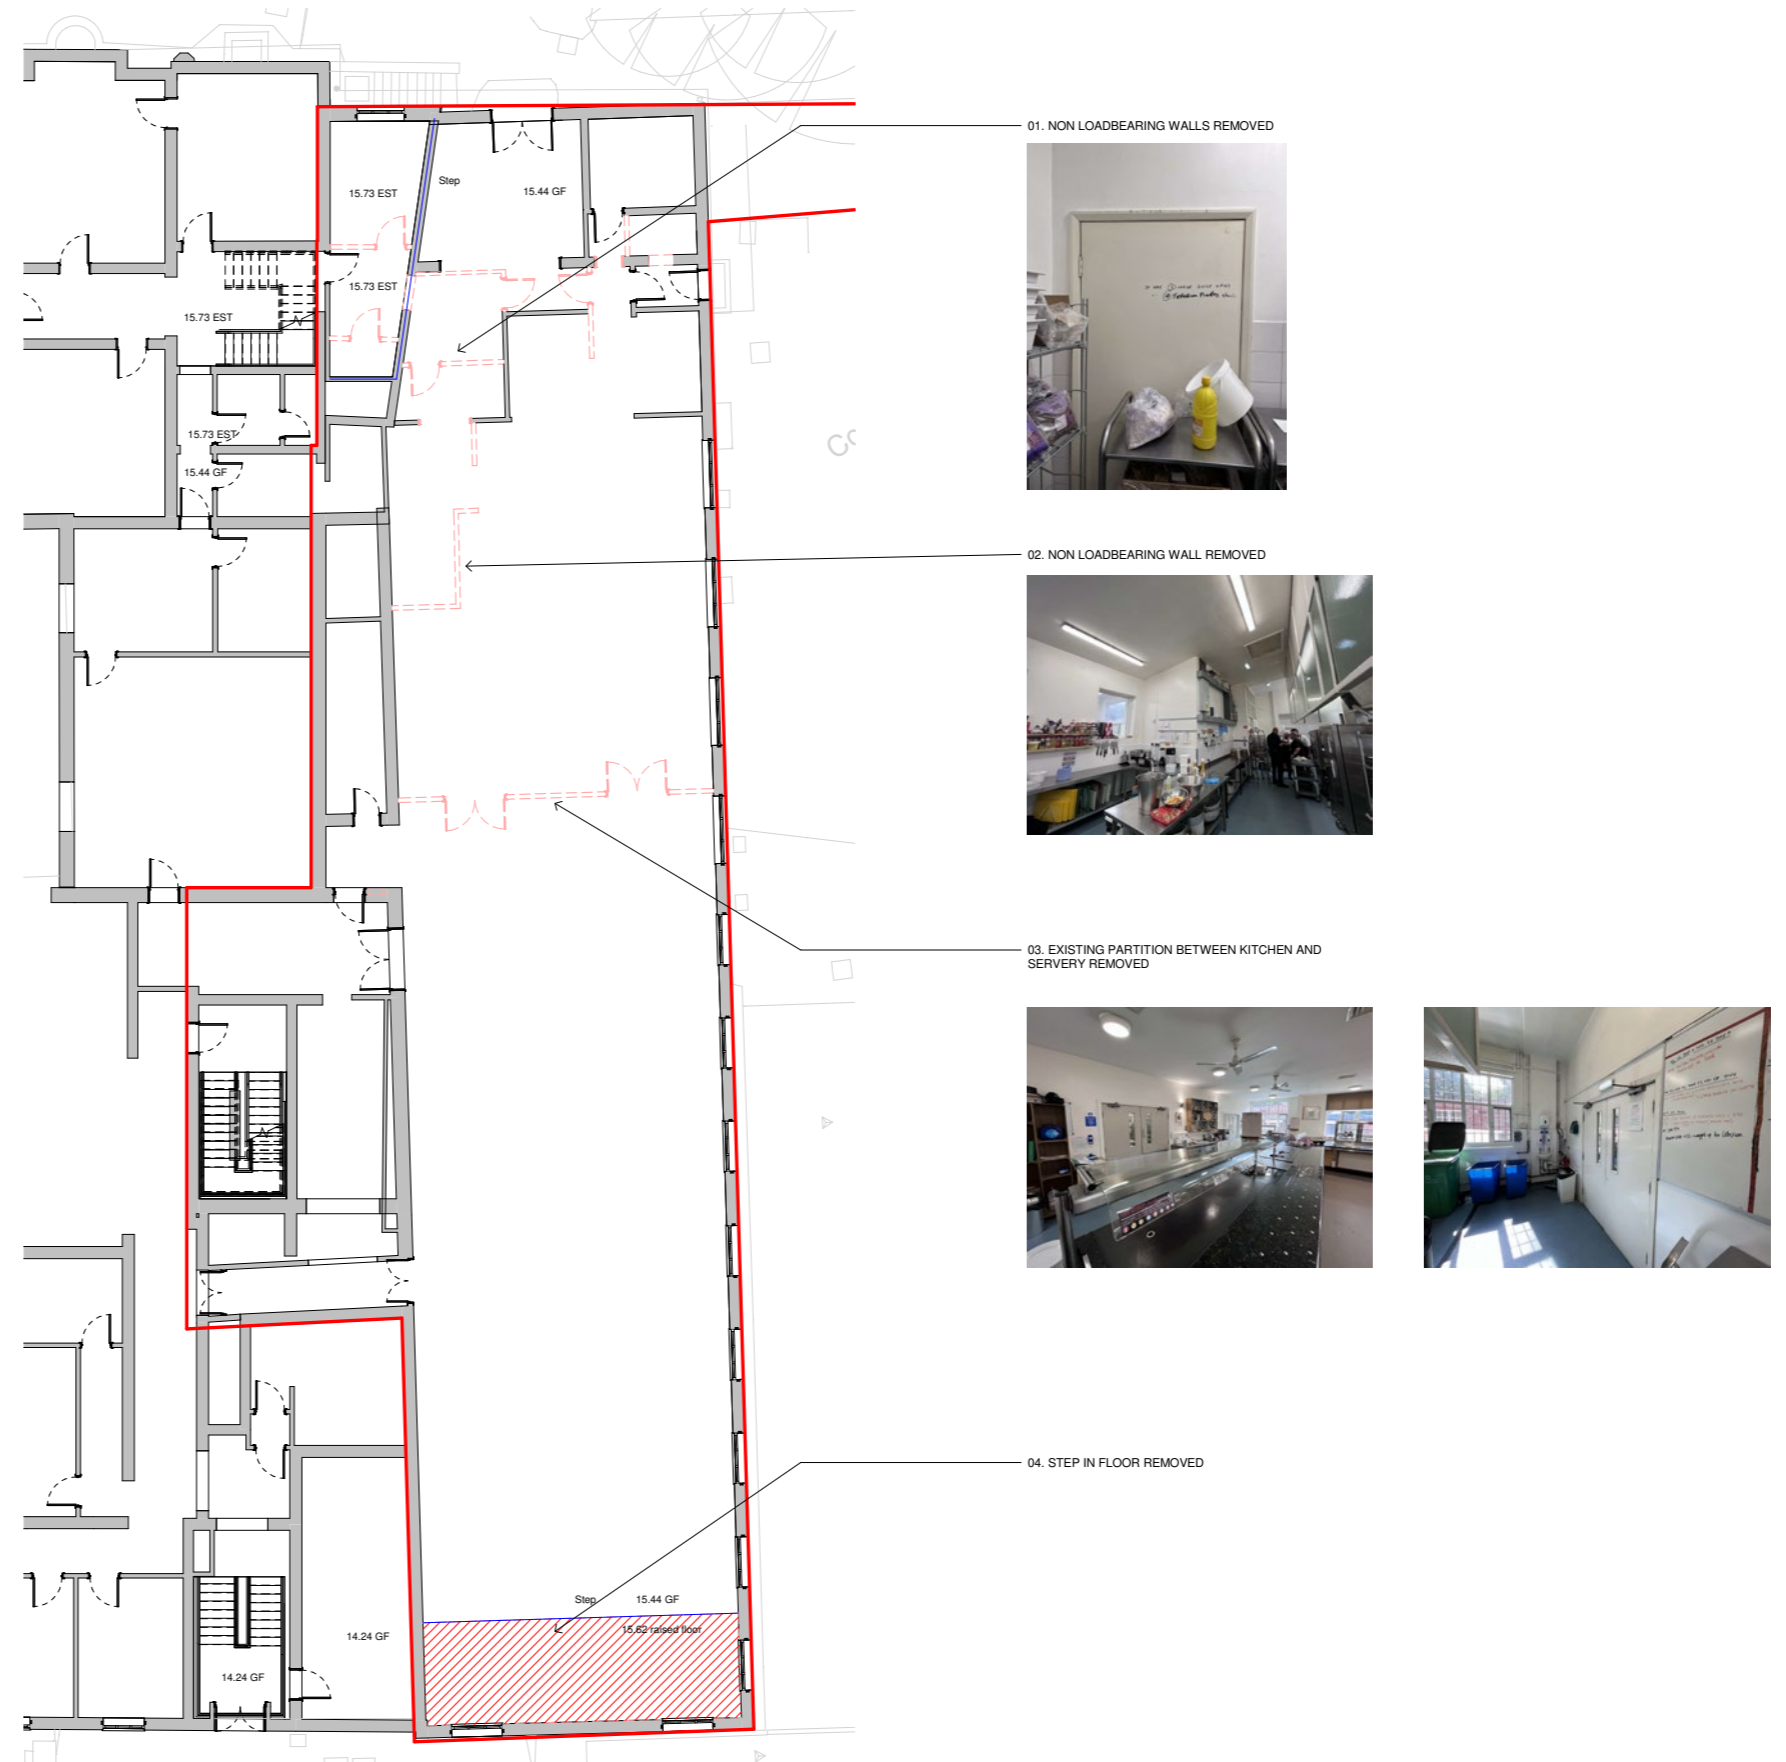 01. NON LOADBEARING WALLS REMOVED
15.73 EST
Step
15.44 GF
15.73 EST
15.73 EST
15.73 EST
15.44 GF
02. NON LOADBEARING WALL REMOVED
03. EXISTING PARTITION BETWEEN KITCHEN AND
SERVERY REMOVED
04. STEP IN FLOOR REMOVED
Step
15.44 GF
15.62 raised floor
14.24 GF
14.24 GF